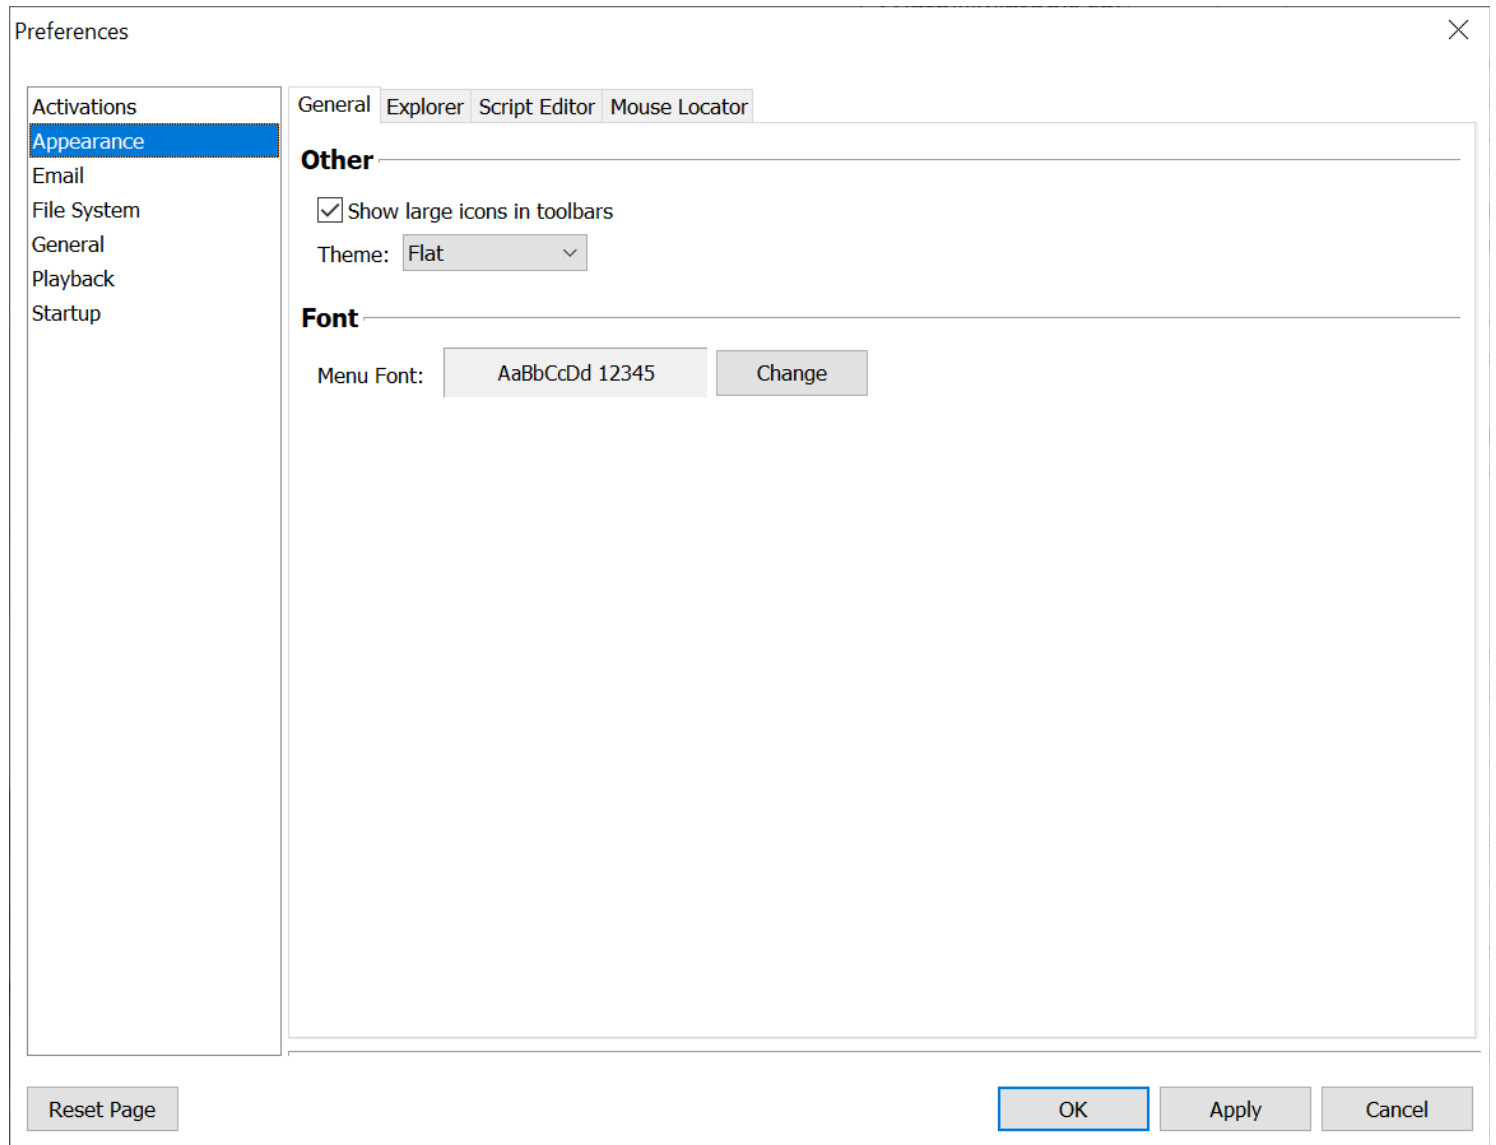 Preferences
Activations
Appearance
Email
File System
General
Playback
Startup
General Explorer Script Editor Mouse Locator
Other
Show large icons in toolbars
Theme: Flat
Font
Menu Font: AaBbCcDd 12345 Change
Reset Page OK Apply Cancel